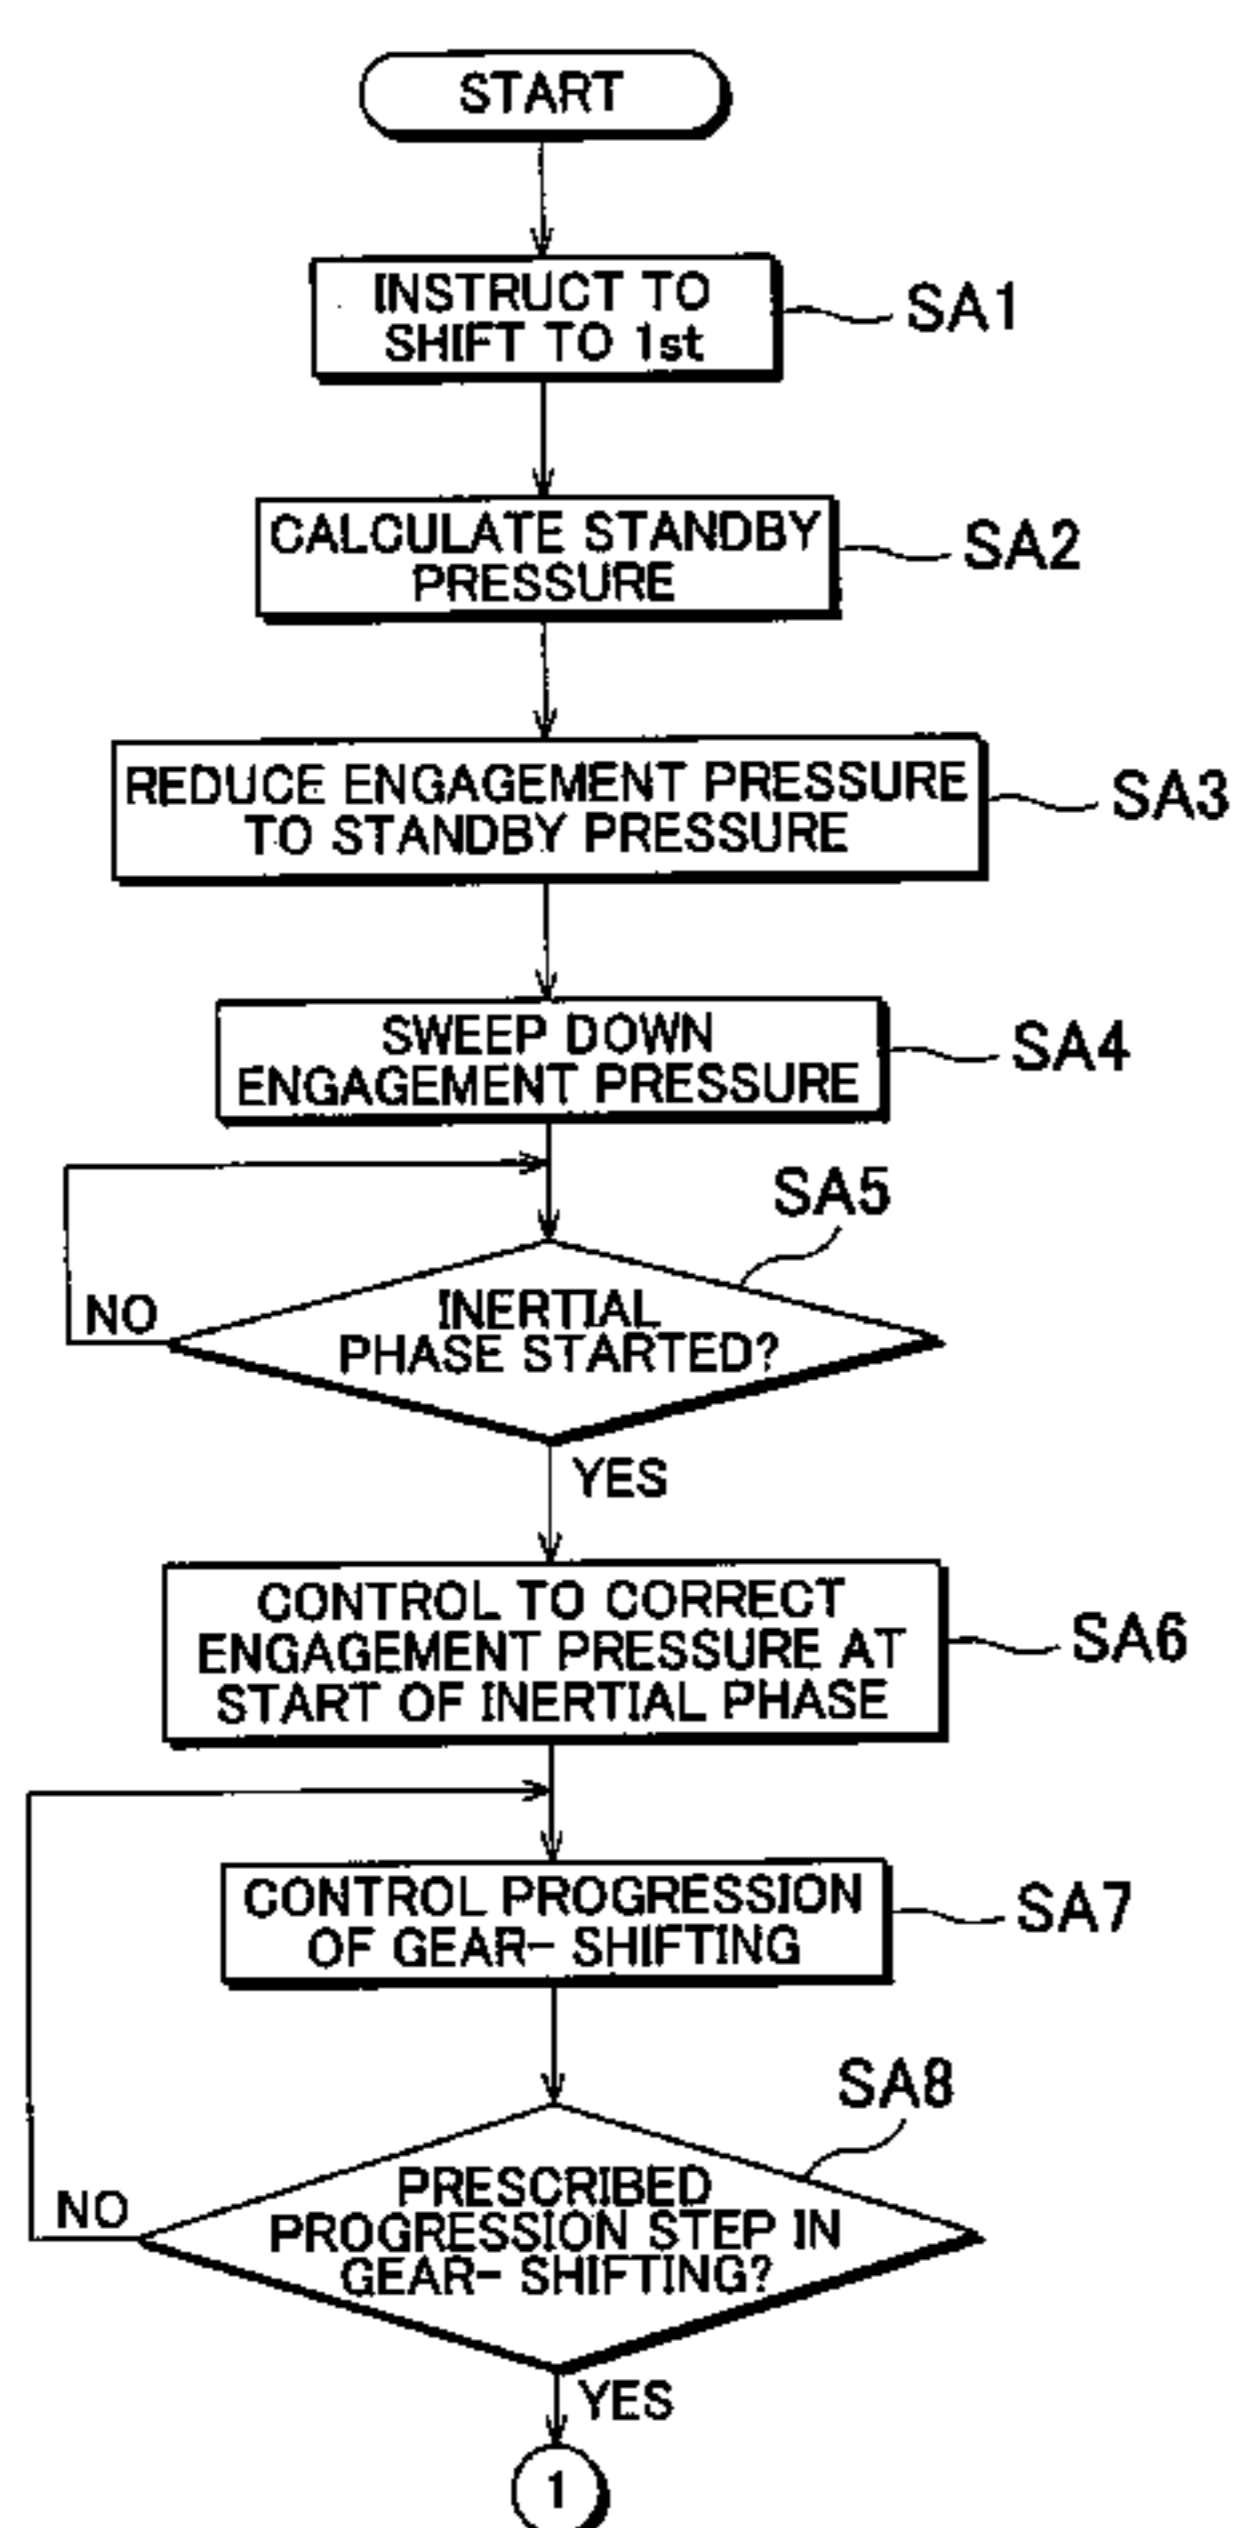 START
INSTRUCT TO
SHIFT TO 1st
SA1
CALCULATE STANDBY
PRESSURE
SA2
REDUCE ENGAGEMENT PRESSURE
TO STANDBY PRESSURE
SA3
SWEEP DOWN
ENGAGEMENT PRESSURE
SA4
SA5
INERTIAL
PHASE STARTED?
NO
YES
CONTROL TO CORRECT
ENGAGEMENT PRESSURE AT
START OF INERTIAL PHASE
SA6
CONTROL PROGRESSION
OF GEAR- SHIFTING
SA7
SA8
PRESCRIBED
PROGRESSION STEP IN
GEAR- SHIFTING?
NO
YES
1